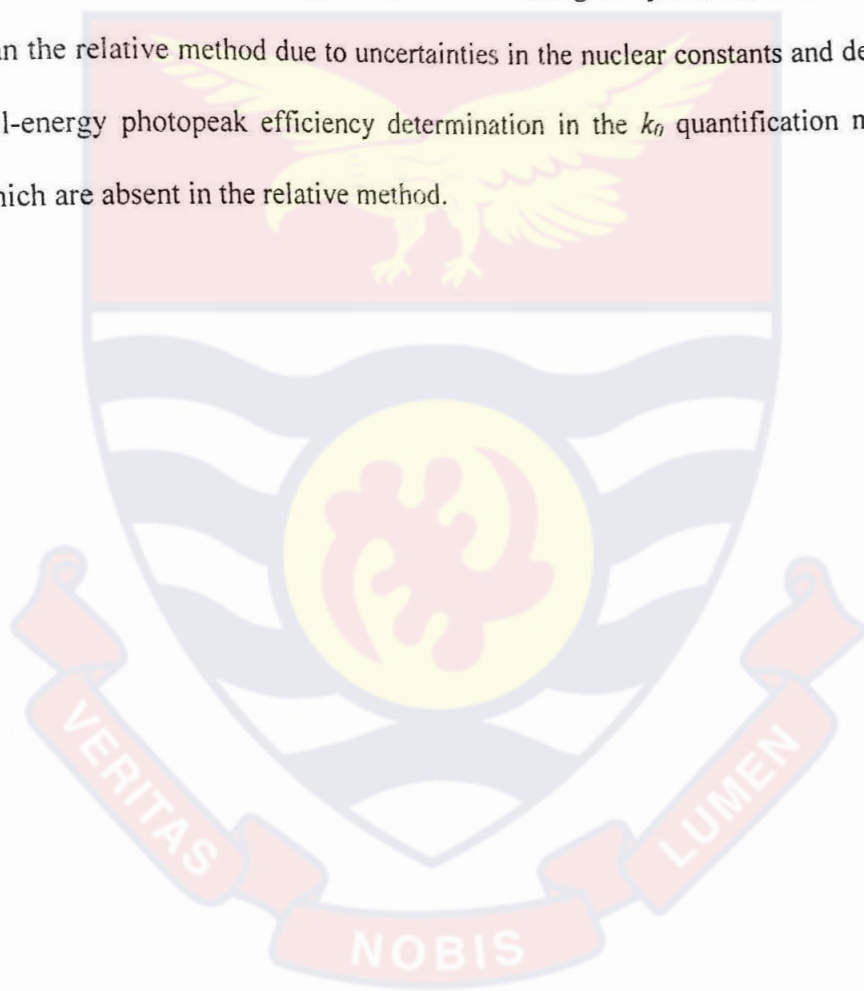 an the relative method due to uncertainties in the nuclear constants and de
l-energy photopeak efficiency determination in the k₀ quantification m
hich are absent in the relative method.
VERITAS
NOBIS
LUMEN